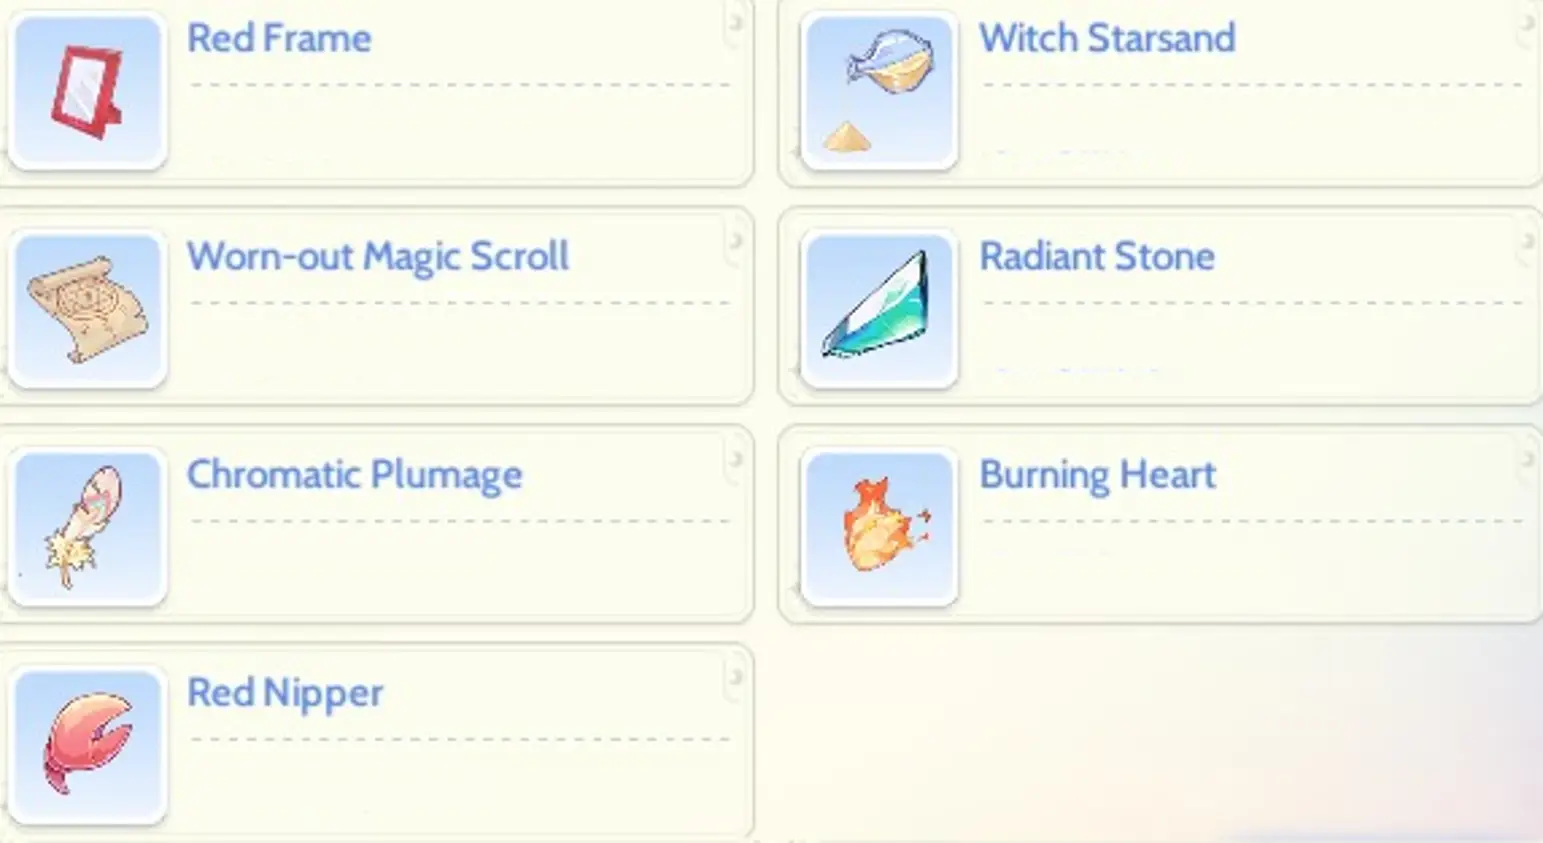 Red Frame
Witch Starsand
Worn-out Magic Scroll
Radiant Stone
Chromatic Plumage
Burning Heart
Red Nipper